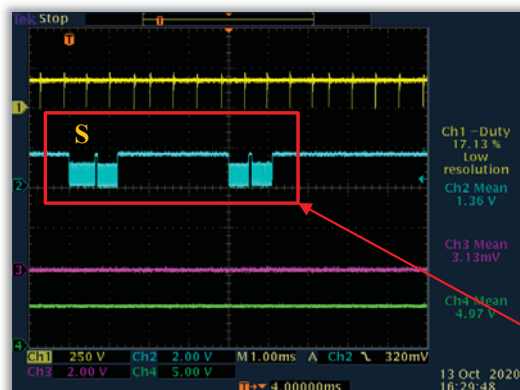 Tek Stop
T
T
1
S
2
3
4
Ch1 -Duty
17.13 %
Low
resolution
Ch2 Mean
1.36 V
Ch3 Mean
3.13mV
Ch4 Mean
4.97 V
Ch1 250 V Ch2 2.00 V M 1.00ms A Ch2 320mV
Ch3 2.00 V Ch4 5.00 V
T 4.00000ms
13 Oct 2020
16:29:48